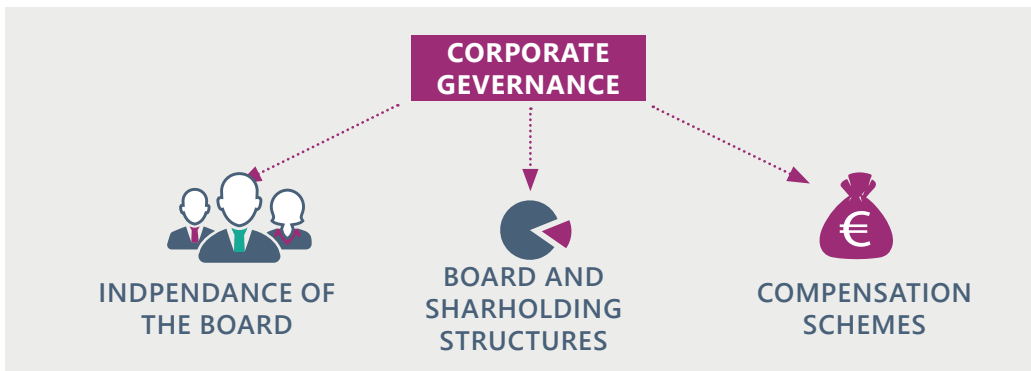 CORPORATE
GEVERNANCE
INDPENDANCE OF
THE BOARD
BOARD AND
SHARHOLDING
STRUCTURES
€
COMPENSATION
SCHEMES